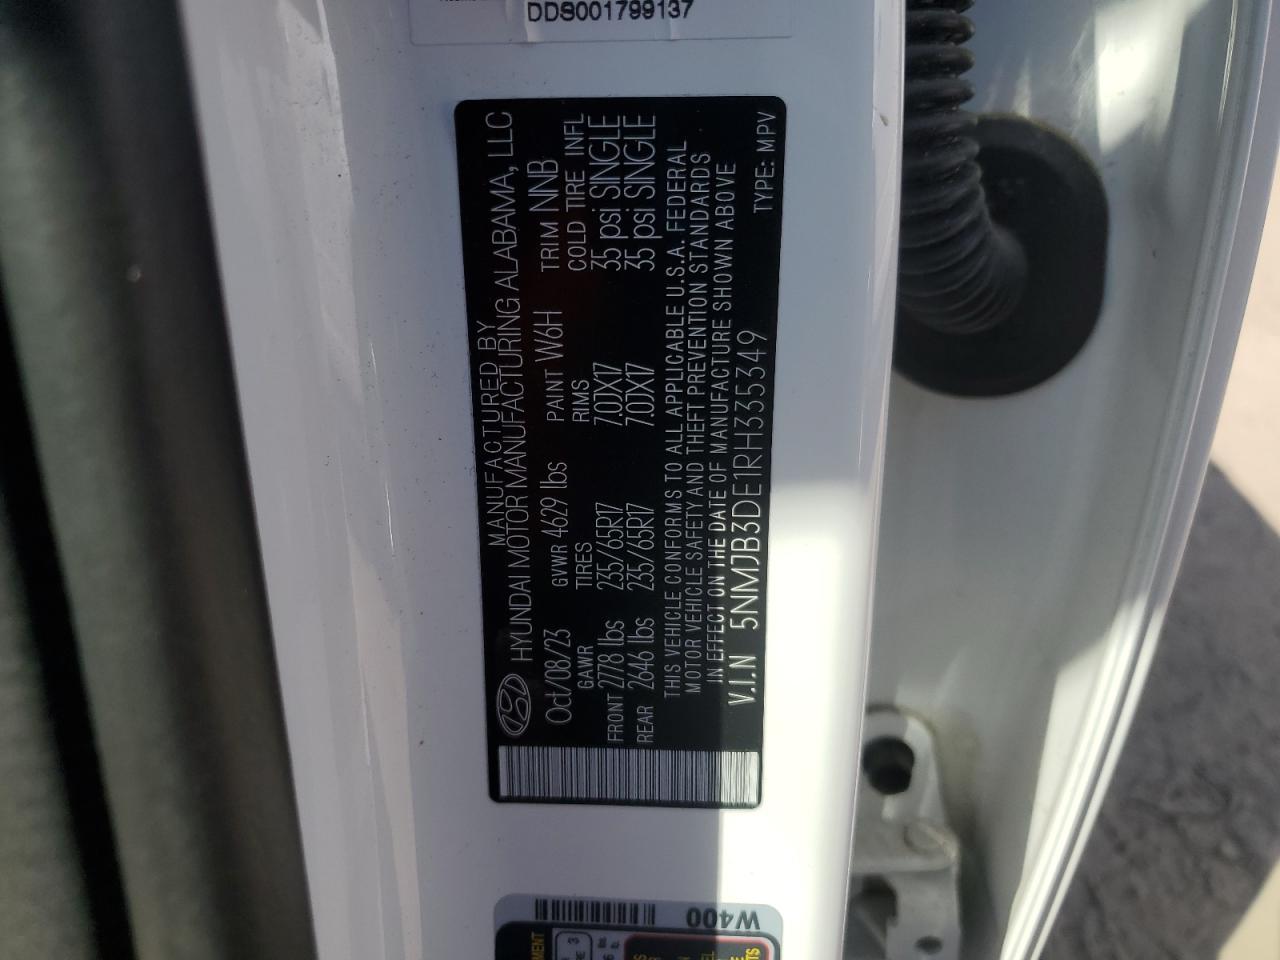 DDS001799137
MANUFACTURED BY
HYUNDAI MOTOR MANUFACTURING ALABAMA, LLC
Oct/08/23 GVWR 4629 lbs PAINT W6H TRIM NNB
GAWR TIRES RIMS COLD TIRE INFL
FRONT 2778 lbs 235/65R17 7.0JX17 35 psi SINGLE
REAR 2646 lbs 235/65R17 7.0JX17 35 psi SINGLE
THIS VEHICLE CONFORMS TO ALL APPLICABLE U.S.A. FEDERAL
MOTOR VEHICLE SAFETY AND THEFT PREVENTION STANDARDS
IN EFFECT ON THE DATE OF MANUFACTURE SHOWN ABOVE
V.I.N 5NMJB3DE1RH335349 TYPE: MPV
W400